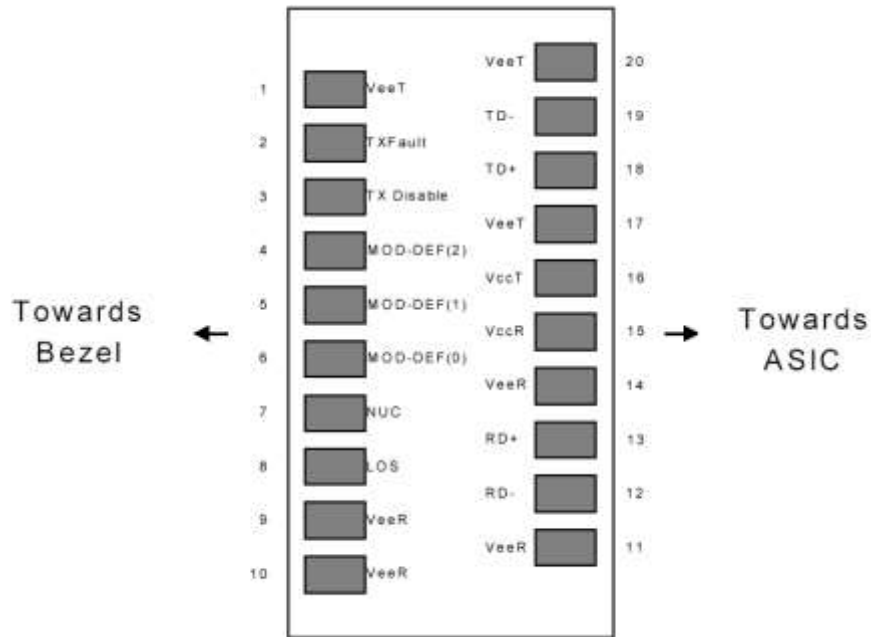 VeeT 20
1 VeeT
TD- 19
2 TXFault
TD+ 18
3 TX Disable
VeeT 17
4 MOD-DEF(2)
VccT 16
5 MOD-DEF(1)
Towards
Bezel
VccR 15
Towards
ASIC
6 MOD-DEF(0)
VeeR 14
7 NUC
RD+ 13
8 LOS
RD- 12
9 VeeR
VeeR 11
10 VeeR